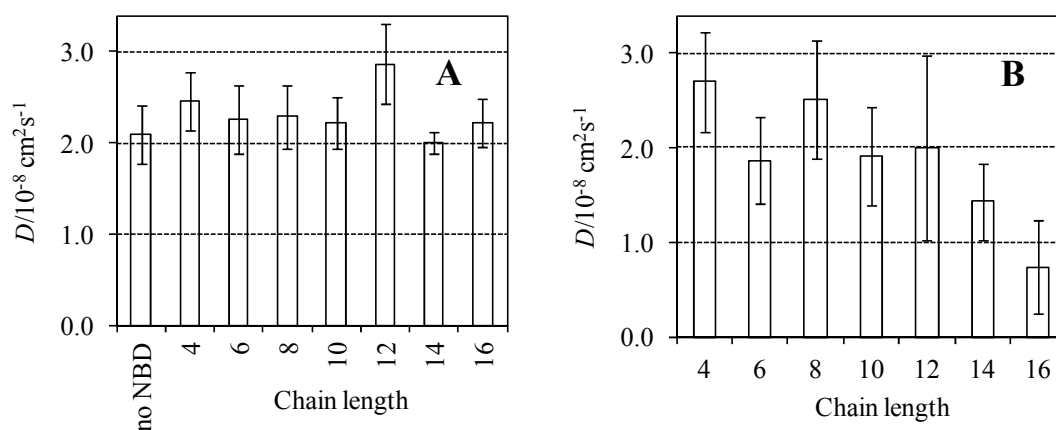 3.0
2.0
1.0
0.0
D/10⁻⁸ cm²s⁻¹
A
no NBD
4
6
8
10
12
14
16
Chain length
3.0
2.0
1.0
0.0
D/10⁻⁸ cm²s⁻¹
B
4 6 8 10 12 14 16
Chain length